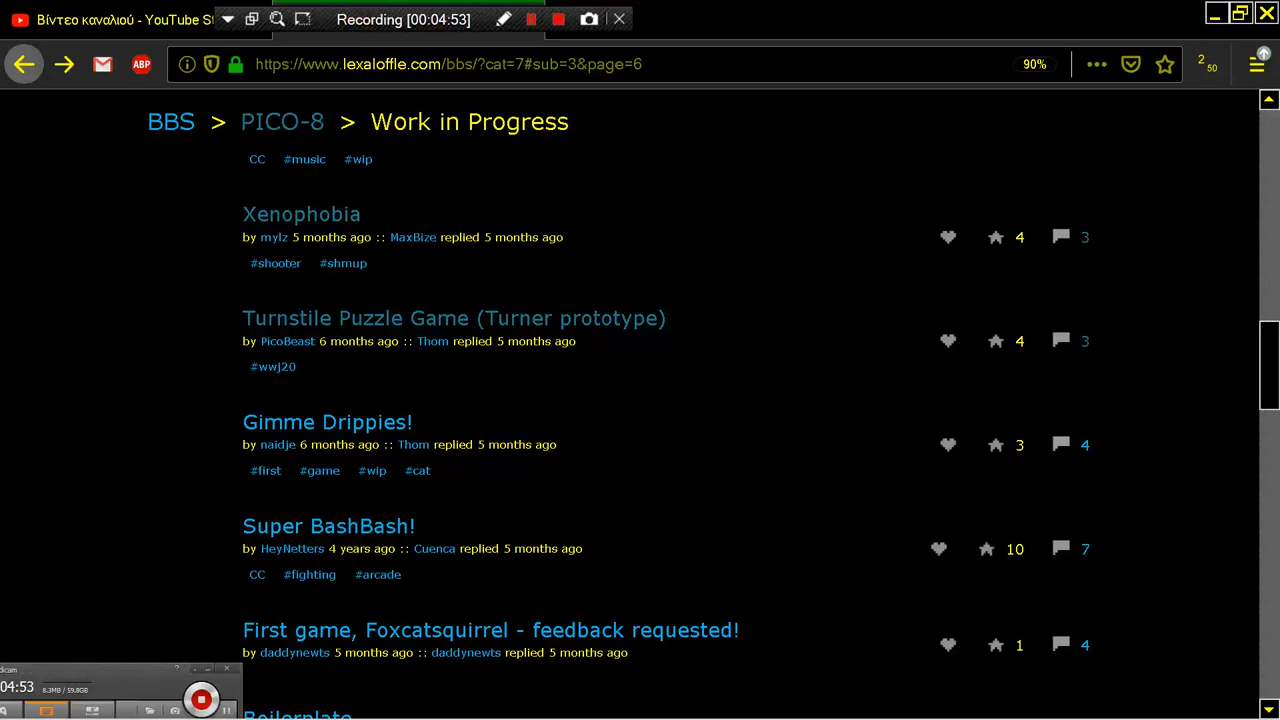 Βίντεο καναλιού - YouTube St
Recording [00:04:53]
ABP
https://www.lexaloffle.com/bbs/?cat=7#sub=3&page=6
90%
2
50
BBS > PICO-8 > Work in Progress
CC #music #wip
Xenophobia
by mylz 5 months ago :: MaxBize replied 5 months ago
4 3
#shooter #shmup
Turnstile Puzzle Game (Turner prototype)
by PicoBeast 6 months ago :: Thom replied 5 months ago
4 3
#wwj20
Gimme Drippies!
by naidje 6 months ago :: Thom replied 5 months ago
3 4
#first #game #wip #cat
Super BashBash!
by HeyNetters 4 years ago :: Cuenca replied 5 months ago
10 7
CC #fighting #arcade
First game, Foxcatsquirrel - feedback requested!
by daddynewts 5 months ago :: daddynewts replied 5 months ago
1 4
dicam
04:53 8.3MB / 59.8GB
Boilerplate